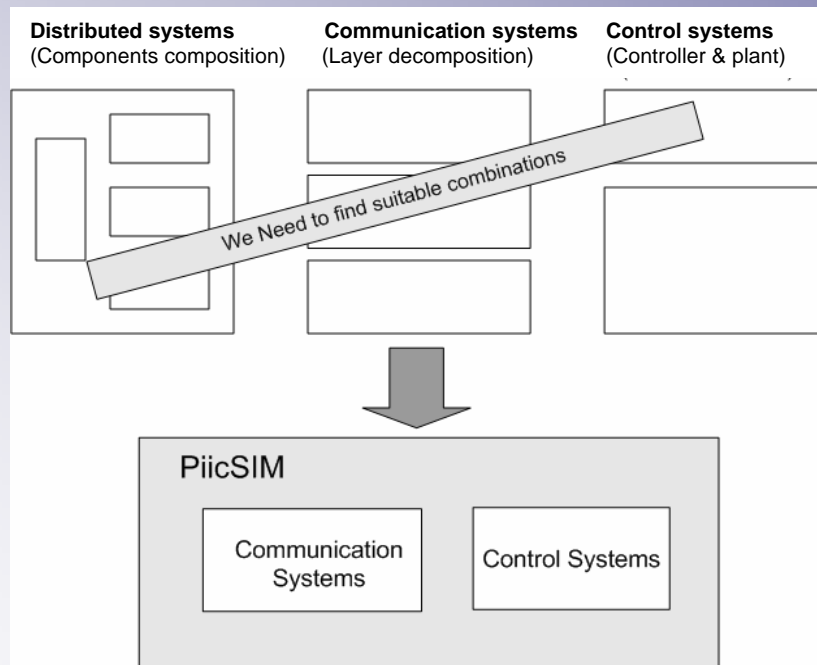 Distributed systems
(Components composition)
Communication systems
(Layer decomposition)
Control systems
(Controller & plant)
We Need to find suitable combinations
PiicSIM
Communication
Systems
Control Systems